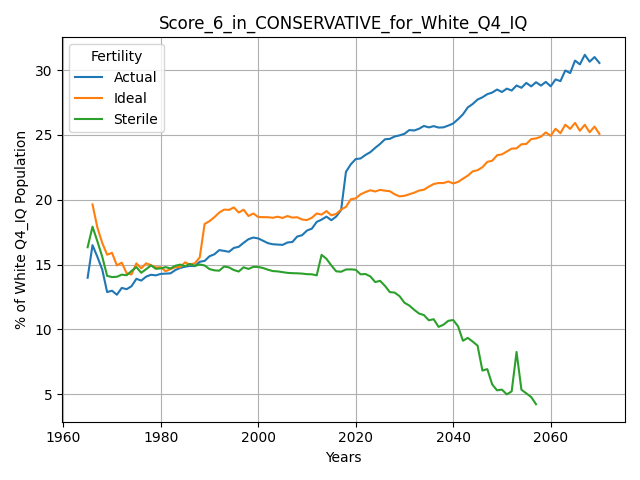 Score_6_in_CONSERVATIVE_for_White_Q4_IQ
Fertility
Actual
Ideal
Sterile
% of White Q4_IQ Population
30
25
20
15
10
5
1960 1980 2000 2020 2040 2060
Years